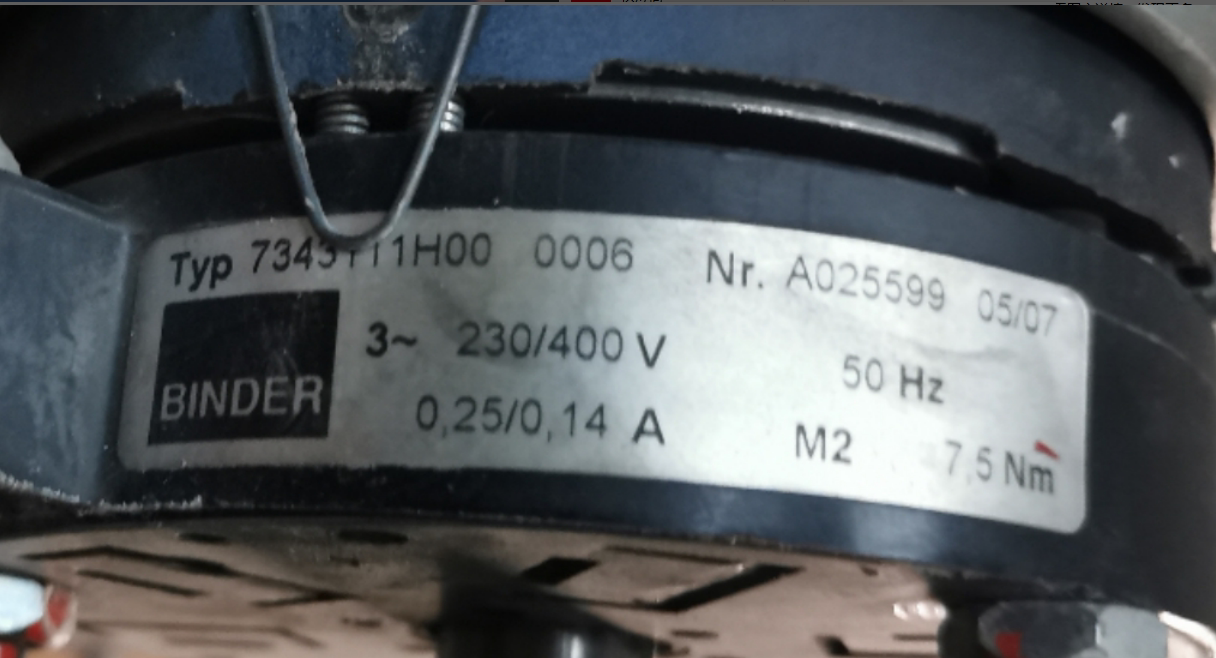 Typ 7343111H00 0006 Nr. A025599 05/07
BINDER
3~ 230/400 V 50 Hz
0,25/0,14 A M2 7,5 Nm